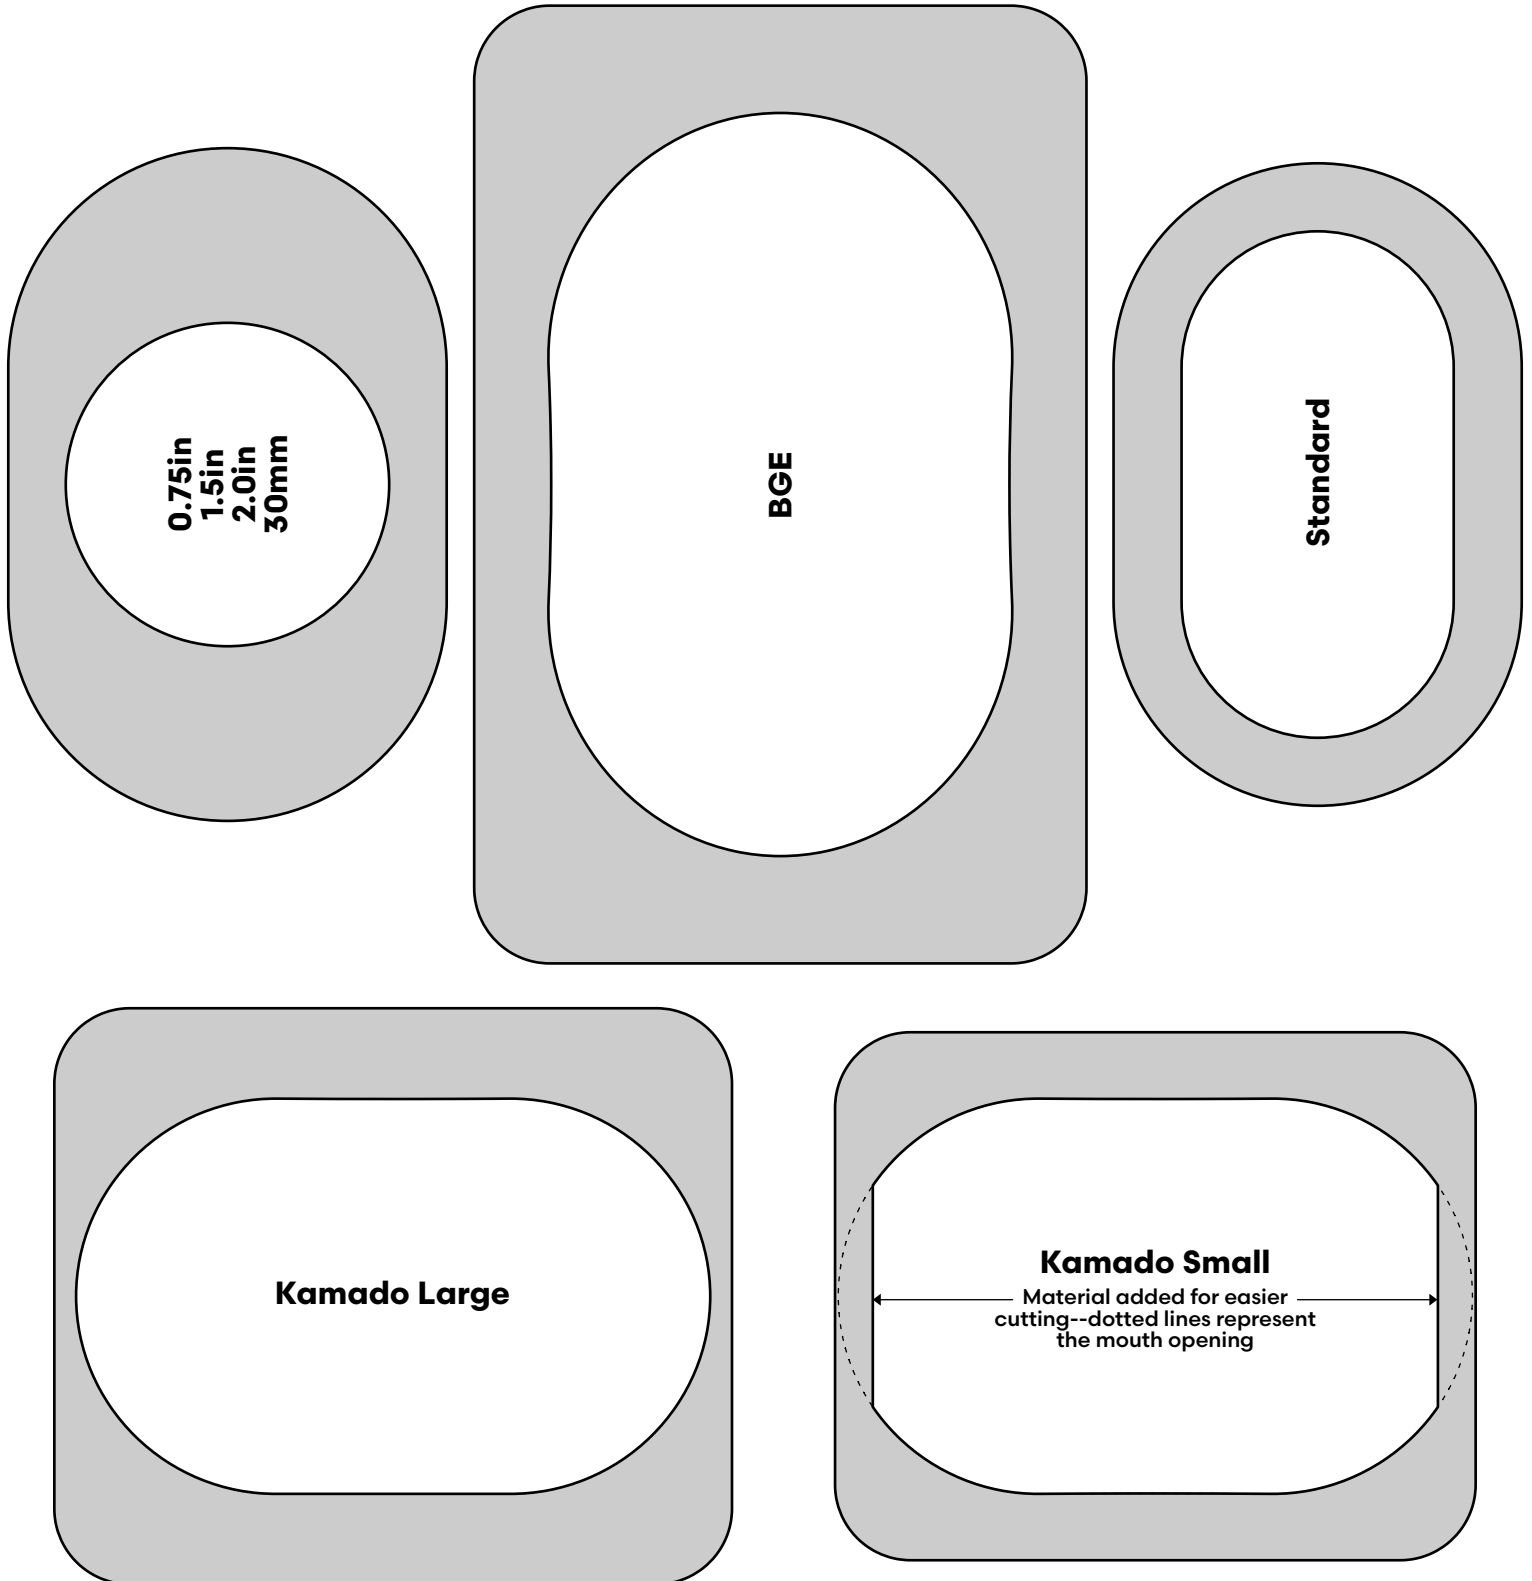 0.75in
1.5in
2.0in
30mm
BGE
Standard
Kamado Large
Kamado Small
Material added for easier
cutting--dotted lines represent
the mouth opening